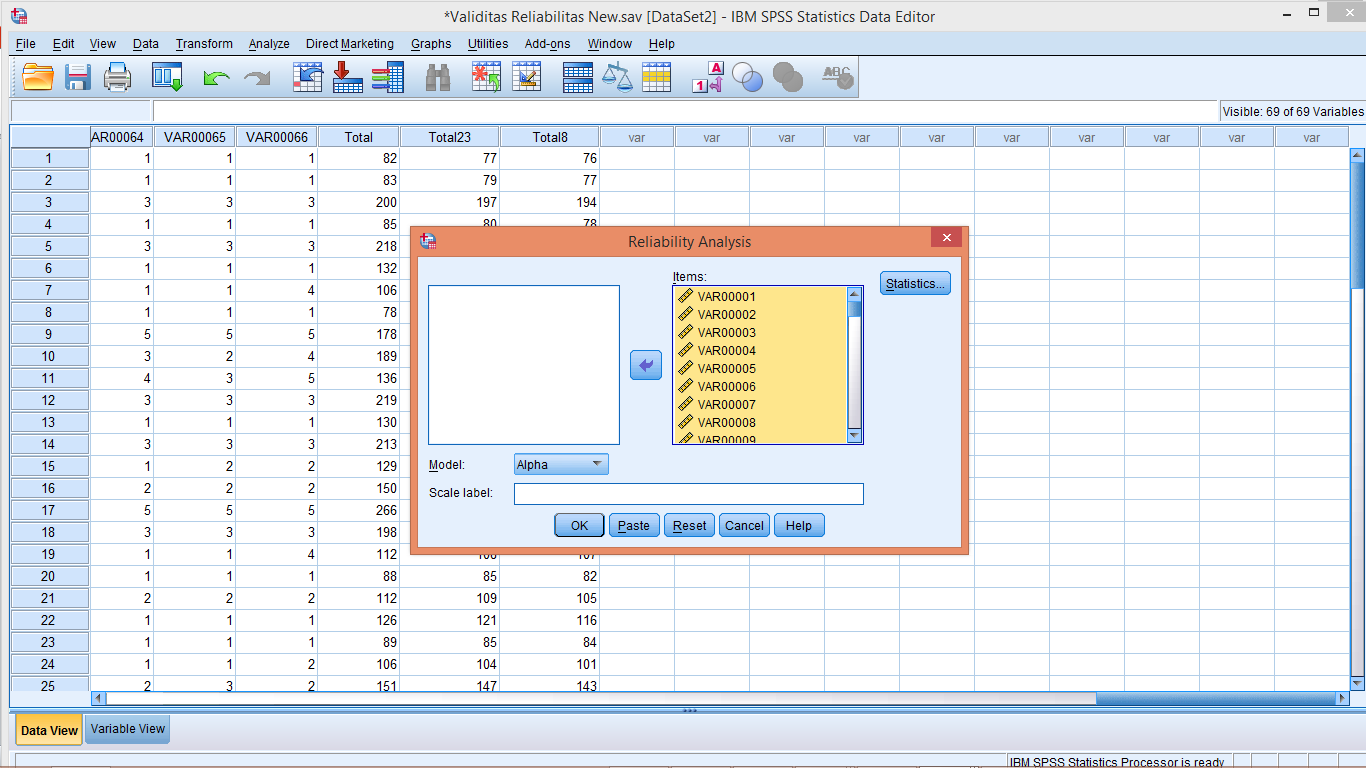 *Validitas Reliabilitas New.sav [DataSet2] - IBM SPSS Statistics Data Editor
File Edit View Data Transform Analyze Direct Marketing Graphs Utilities Add-ons Window Help
Visible: 69 of 69 Variables
AR00064 VAR00065 VAR00066 Total Total23 Total8 var var var var var var var var var var
1 1 1 1 82 77 76
2 1 1 1 83 79 77
3 3 3 3 200 197 194
4 1 1 1 85 80 78
5 3 3 3 218
6 1 1 1 132
7 1 1 4 106
8 1 1 1 78
9 5 5 5 178
10 3 2 4 189
11 4 3 5 136
12 3 3 3 219
13 1 1 1 130
14 3 3 3 213
15 1 2 2 129
16 2 2 2 150
17 5 5 5 266
18 3 3 3 198
19 1 1 4 112
20 1 1 1 88 85 82
21 2 2 2 112 109 105
22 1 1 1 126 121 116
23 1 1 1 89 85 84
24 1 1 2 106 104 101
25 2 3 2 151 147 143
Reliability Analysis
Items:
Statistics...
VAR00001
VAR00002
VAR00003
VAR00004
VAR00005
VAR00006
VAR00007
VAR00008
VAR00009
Model: Alpha
Scale label:
OK Paste Reset Cancel Help
Data View Variable View
IBM SPSS Statistics Processor is ready